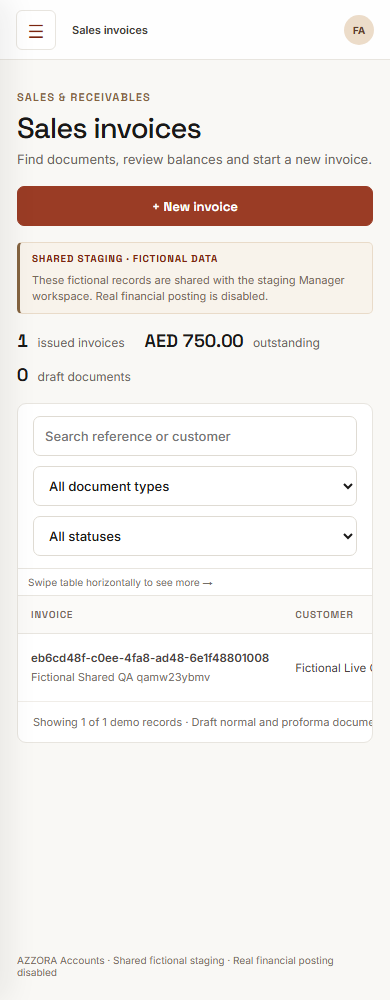 Sales invoices
FA
SALES & RECEIVABLES
Sales invoices
Find documents, review balances and start a new invoice.
+ New invoice
SHARED STAGING · FICTIONAL DATA
These fictional records are shared with the staging Manager
workspace. Real financial posting is disabled.
1 issued invoices AED 750.00 outstanding
0 draft documents
Search reference or customer
All document types
All statuses
Swipe table horizontally to see more →
INVOICE CUSTOMER
eb6cd48f-c0ee-4fa8-ad48-6e1f48801008
Fictional Shared QA qamw23ybmv
Fictional Live
Showing 1 of 1 demo records · Draft normal and proforma
AZZORA Accounts · Shared fictional staging · Real financial posting
disabled